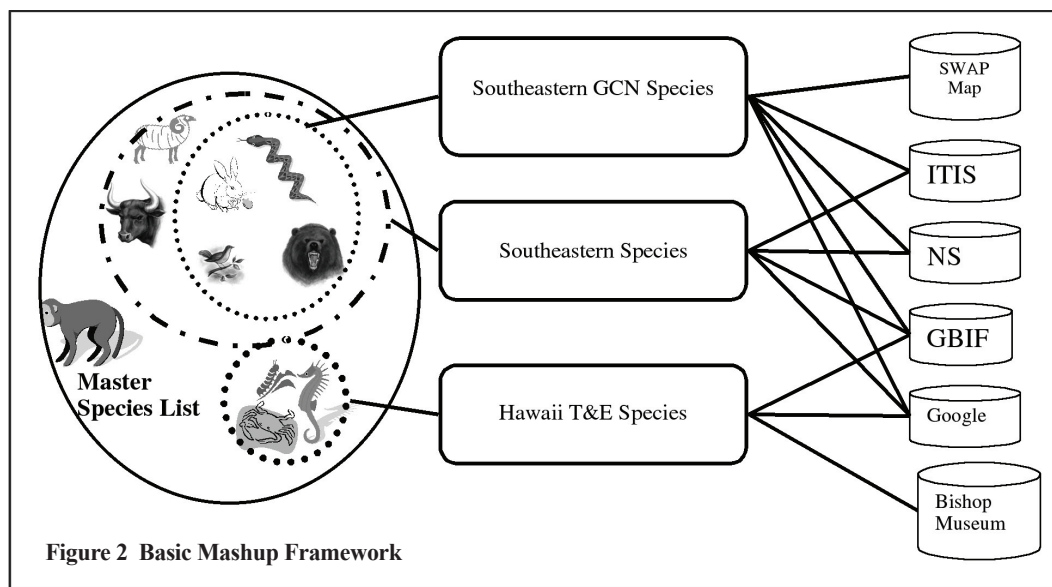 Southeastern GCN Species
Southeastern Species
Hawaii T&E Species
Master
Species List
SWAP
Map
ITIS
NS
GBIF
Google
Bishop
Museum
Figure 2 Basic Mashup Framework